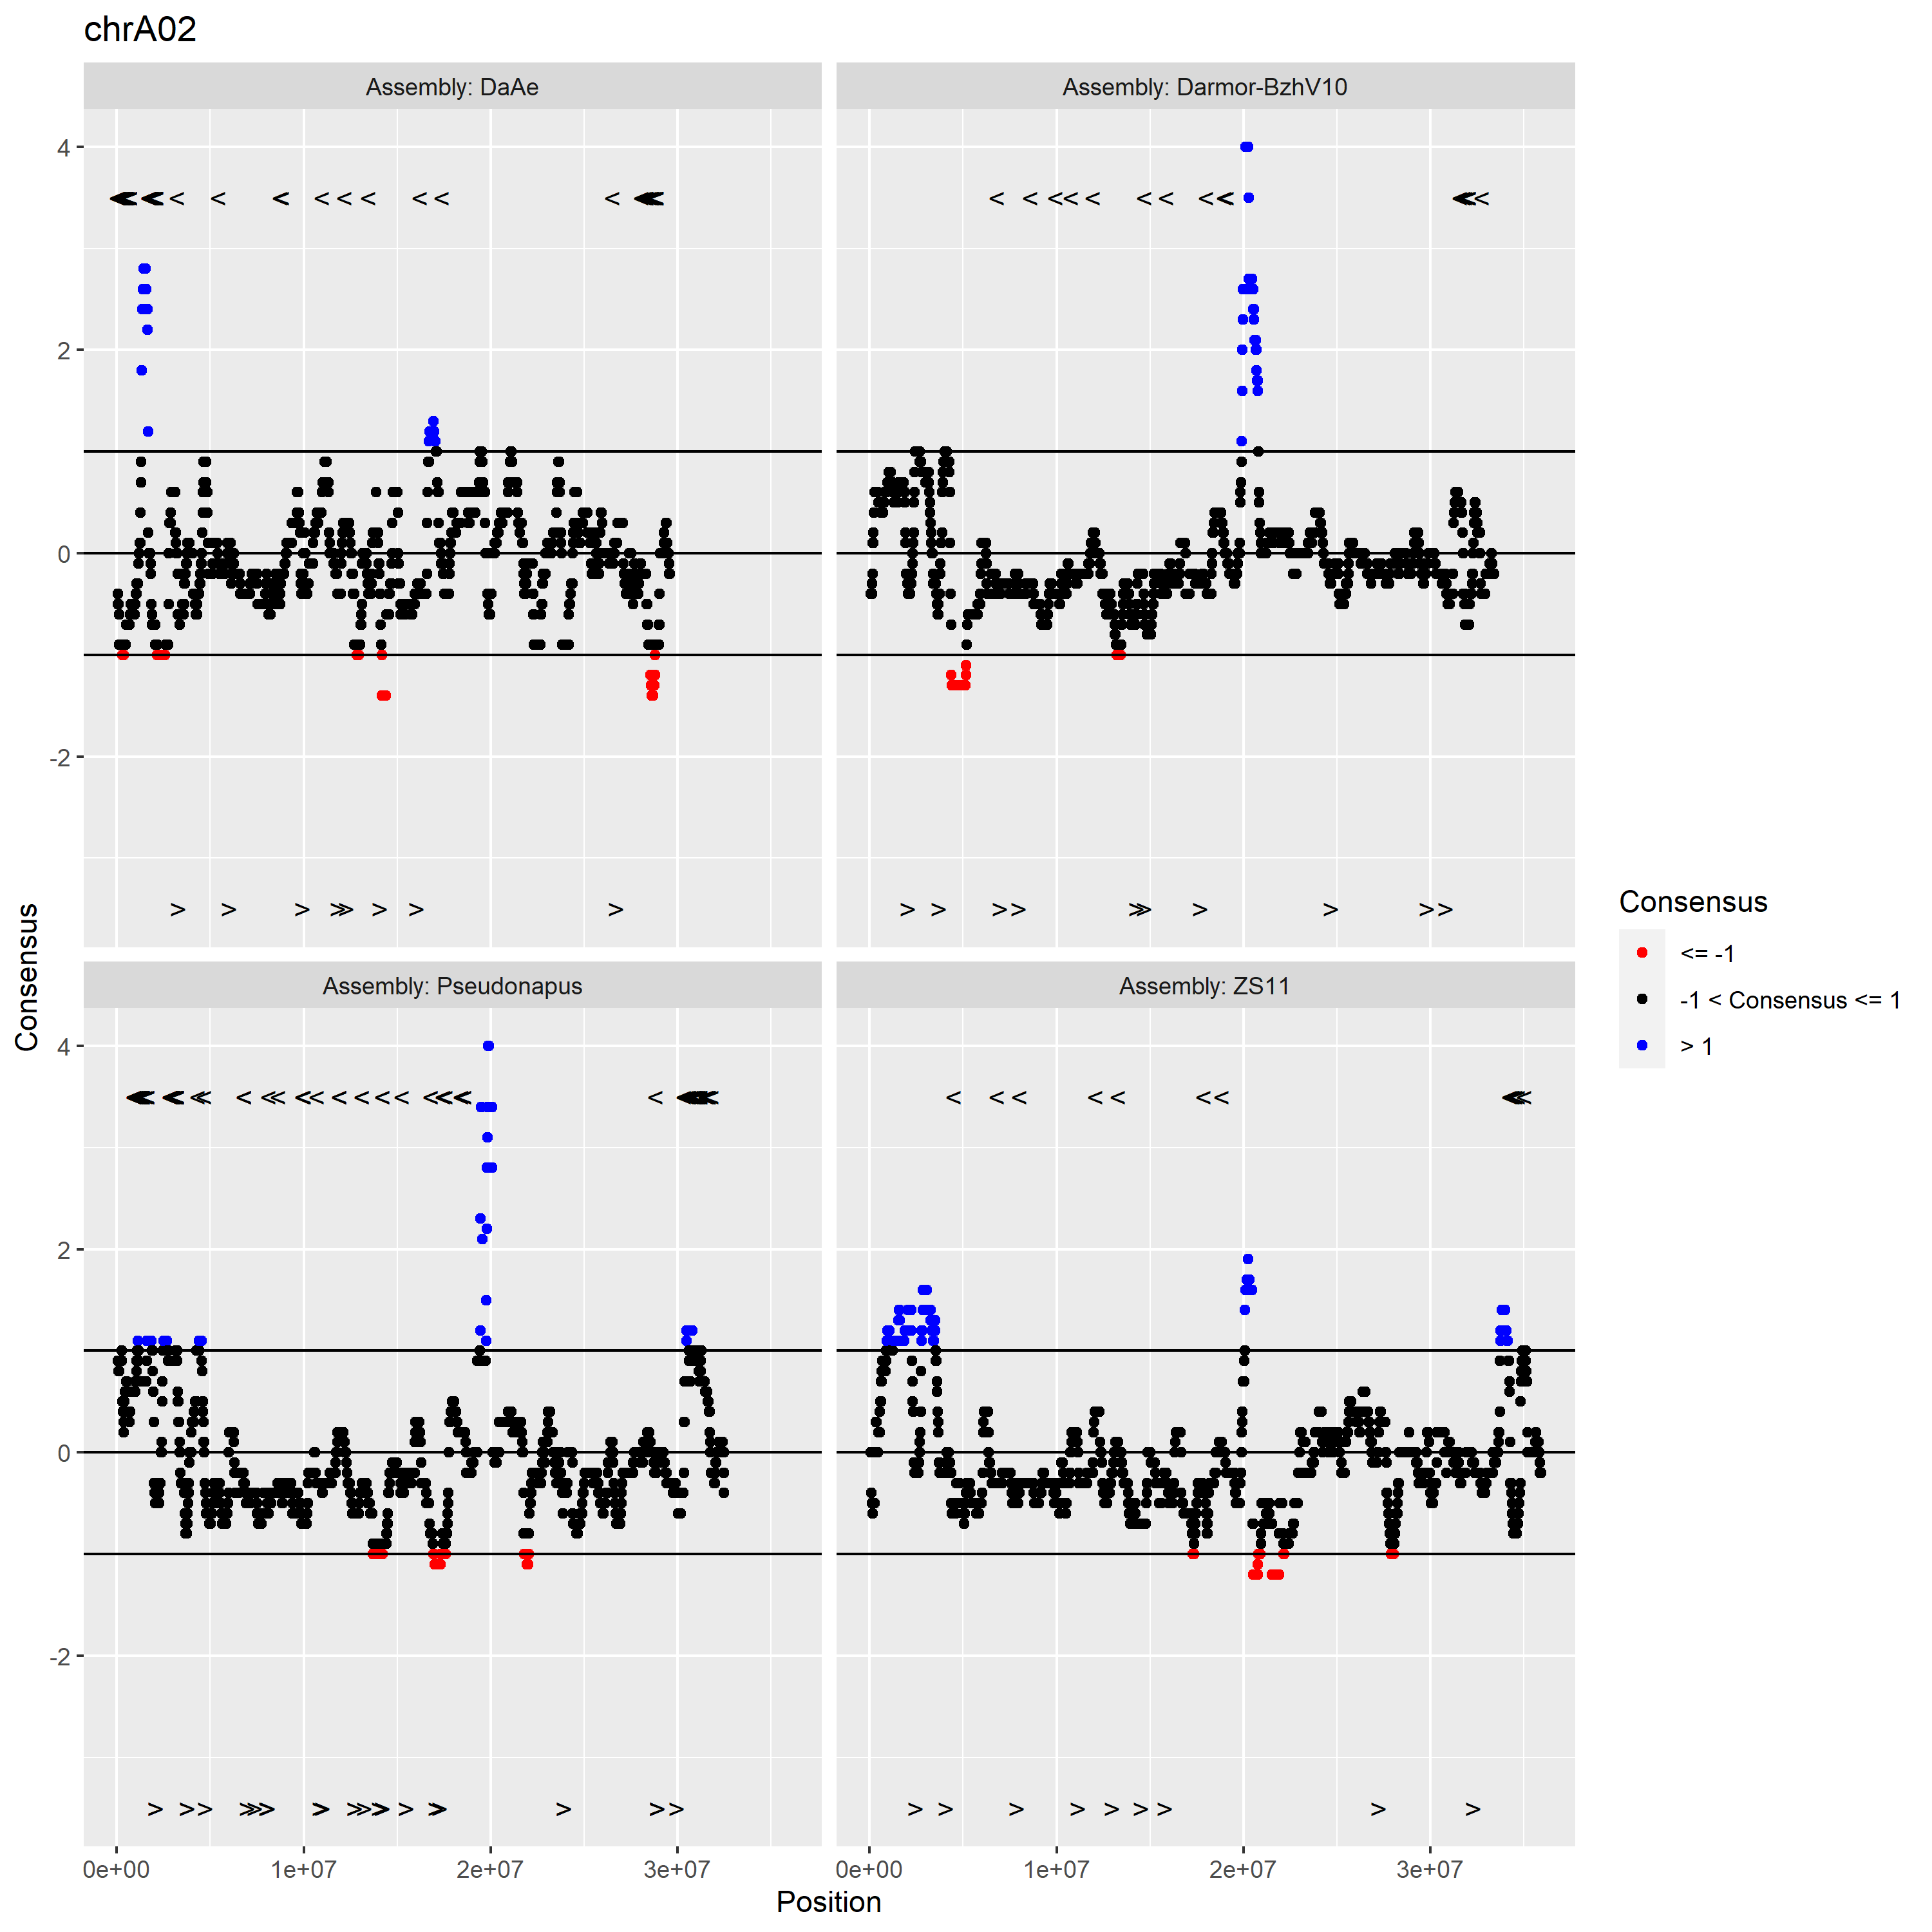 chrA02
Assembly: DaAe
Assembly: Darmor-BzhV10
4
2
0
-2
Assembly: Pseudonapus
Assembly: ZS11
4
2
0
-2
0e+00
1e+07
2e+07
3e+07
0e+00
1e+07
2e+07
3e+07
Position
Consensus
Consensus
<= -1
-1 < Consensus <= 1
> 1